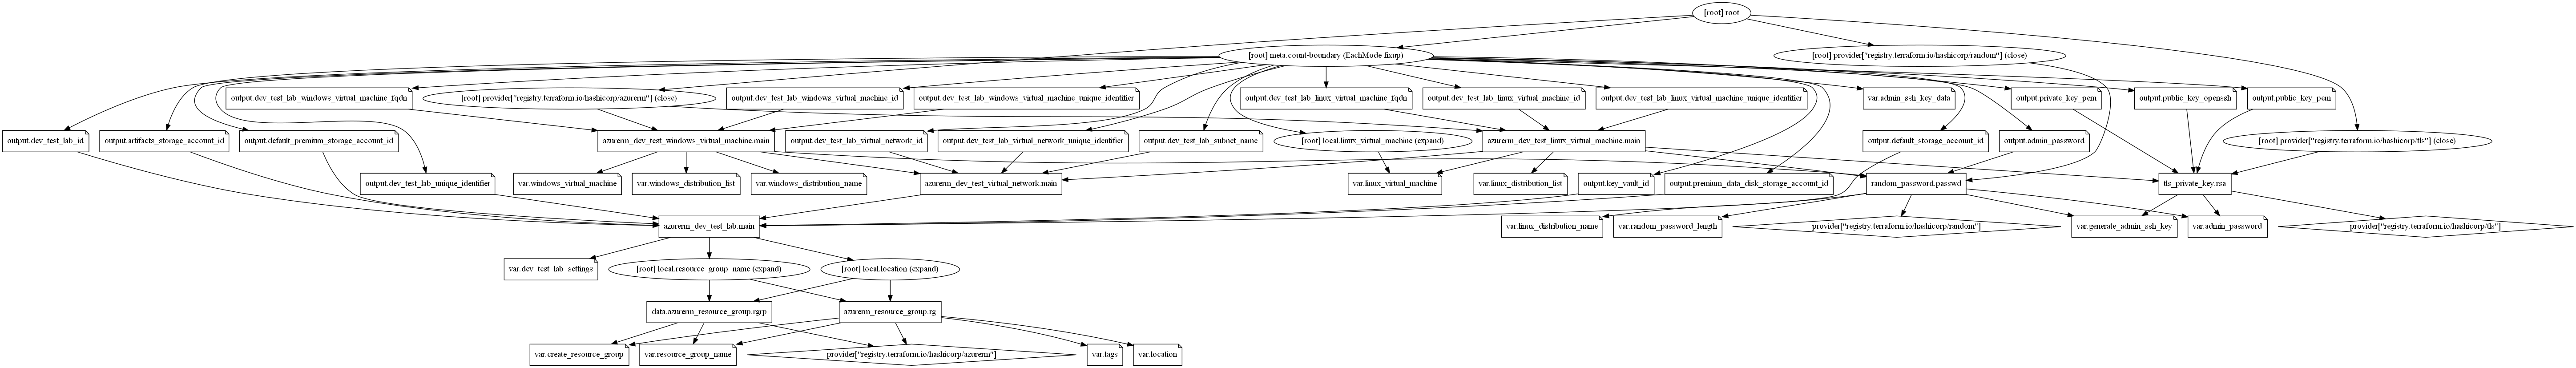 [root] root
[root] meta.count-boundary (EachMode fixup)
[root] provider["registry.terraform.io/hashicorp/random"] (close)
output.dev_test_lab_windows_virtual_machine_fqdn
[root] provider["registry.terraform.io/hashicorp/azurerm"] (close)
output.dev_test_lab_windows_virtual_machine_id
output.dev_test_lab_windows_virtual_machine_unique_identifier
output.dev_test_lab_linux_virtual_machine_fqdn
output.dev_test_lab_linux_virtual_machine_id
output.dev_test_lab_linux_virtual_machine_unique_identifier
var.admin_ssh_key_data
output.private_key_pem
output.public_key_openssh
output.public_key_pem
output.dev_test_lab_id
output.artifacts_storage_account_id
output.default_premium_storage_account_id
azurerm_dev_test_windows_virtual_machine.main
output.dev_test_lab_virtual_network_id
output.dev_test_lab_virtual_network_unique_identifier
output.dev_test_lab_subnet_name
[root] local.linux_virtual_machine (expand)
azurerm_dev_test_linux_virtual_machine.main
output.default_storage_account_id
output.admin_password
[root] provider["registry.terraform.io/hashicorp/tls"] (close)
output.dev_test_lab_unique_identifier
var.windows_virtual_machine
var.windows_distribution_list
var.windows_distribution_name
azurerm_dev_test_virtual_network.main
var.linux_virtual_machine
var.linux_distribution_list
output.key_vault_id
output.premium_data_disk_storage_account_id
random_password.passwd
tls_private_key.rsa
azurerm_dev_test_lab.main
var.linux_distribution_name
var.random_password_length
provider["registry.terraform.io/hashicorp/random"]
var.generate_admin_ssh_key
var.admin_password
provider["registry.terraform.io/hashicorp/tls"]
var.dev_test_lab_settings
[root] local.resource_group_name (expand)
[root] local.location (expand)
data.azurerm_resource_group.rgrp
azurerm_resource_group.rg
var.create_resource_group
var.resource_group_name
provider["registry.terraform.io/hashicorp/azurerm"]
var.tags
var.location